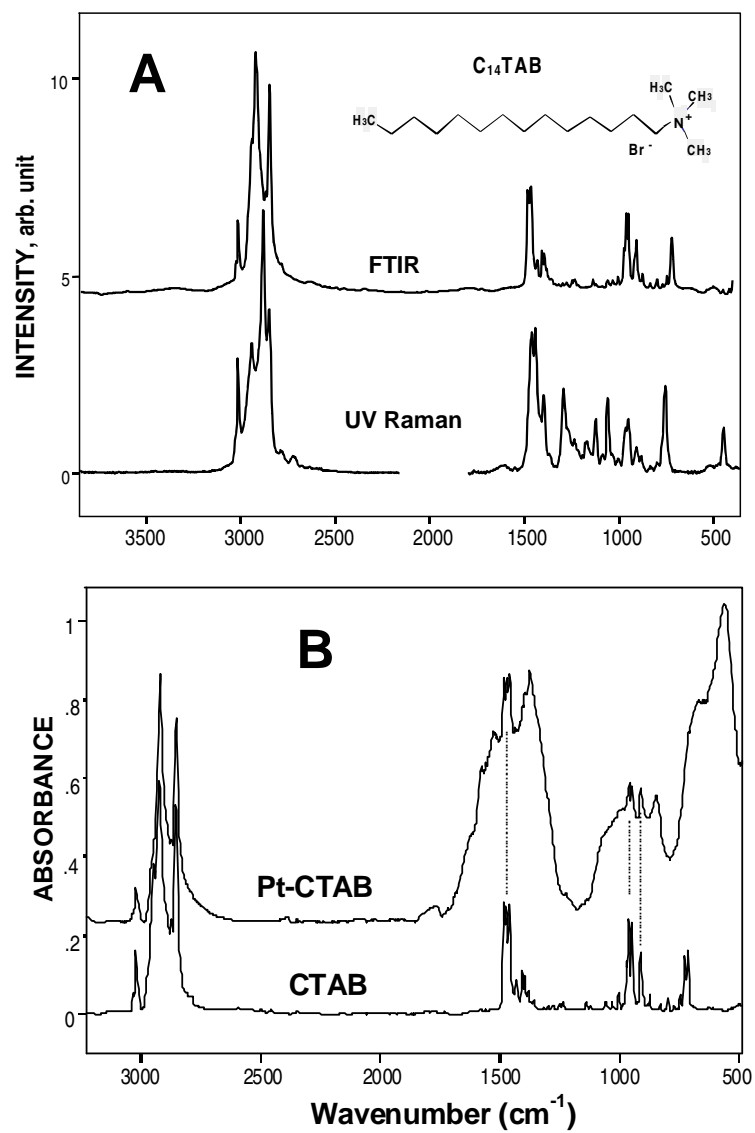 A
C14TAB
H3C
CH3
H3C
N+
Br -
CH3
10
5
0
INTENSITY, arb. unit
FTIR
UV Raman
3500 3000 2500 2000 1500 1000 500
B
1
.8
.6
.4
.2
0
ABSORBANCE
Pt-CTAB
CTAB
3000 2500 2000 1500 1000 500
Wavenumber (cm-1)